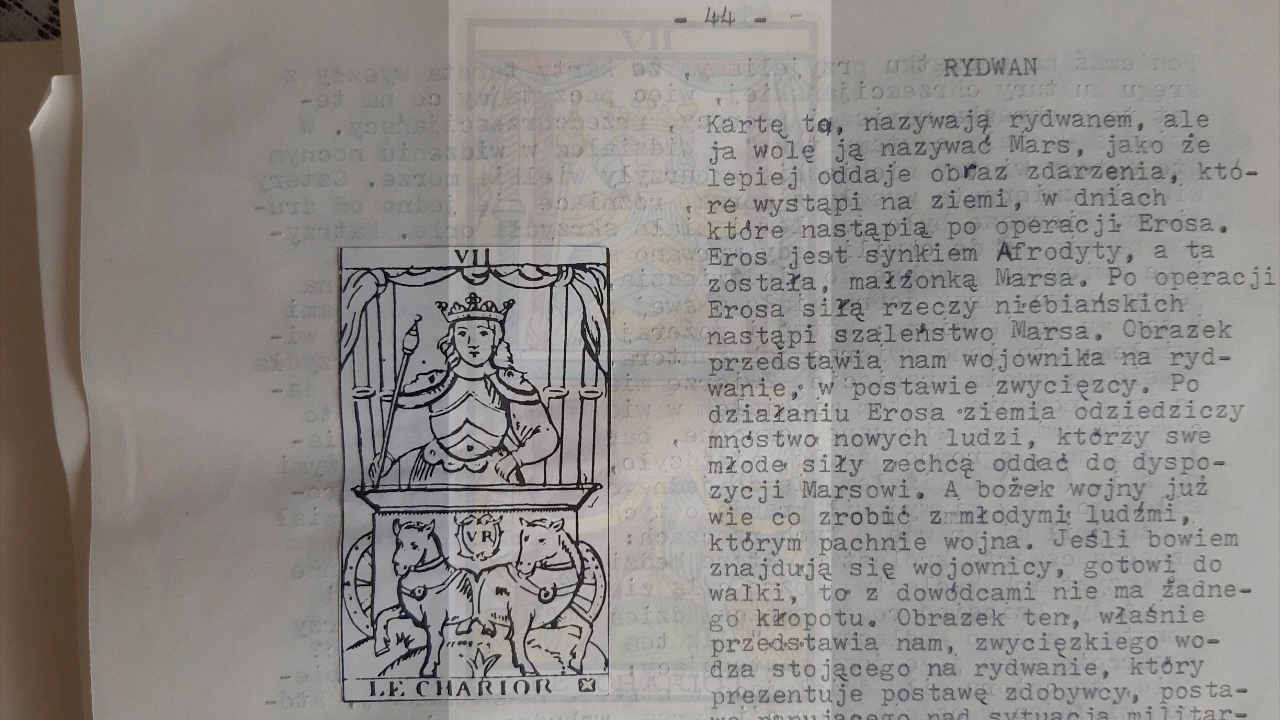 - 44 -
RYDWAN
Kartę tą, nazywają rydwanem, ale
ja wolę ją nazywać Mars, jako że
lepiej oddaje obraz zdarzenia, któ-
re wystąpi na ziemi, w dniach
które nastąpią po operacji Erosa.
Eros jest synkiem Afrodyty, a ta
została, małżonką Marsa. Po operacji
Erosa siłą rzeczy niebiańskich
nastąpi szaleństwo Marsa. Obrazek
przedstawia nam wojownika na ryd-
wanie, w postawie zwycięzcy. Po
działaniu Erosa ziemia odziedziczy
mnóstwo nowych ludzi, którzy swe
młode siły zechcą oddać do dyspo-
zycji Marsowi. A bożek wojny już
wie co zrobić z młodymi ludźmi,
którym pachnie wojna. Jeśli bowiem
znajdują się wojownicy, gotowi do
walki, to z dowódcami nie ma żadne-
go kłopotu. Obrazek ten, właśnie
przedstawia nam, zwycięzkiego wo-
dza stojącego na rydwanie, który
prezentuje postawę zdobywcy, posta-
wę panującego nad sytuacją militar-
VII
VR
LE CHARIOR